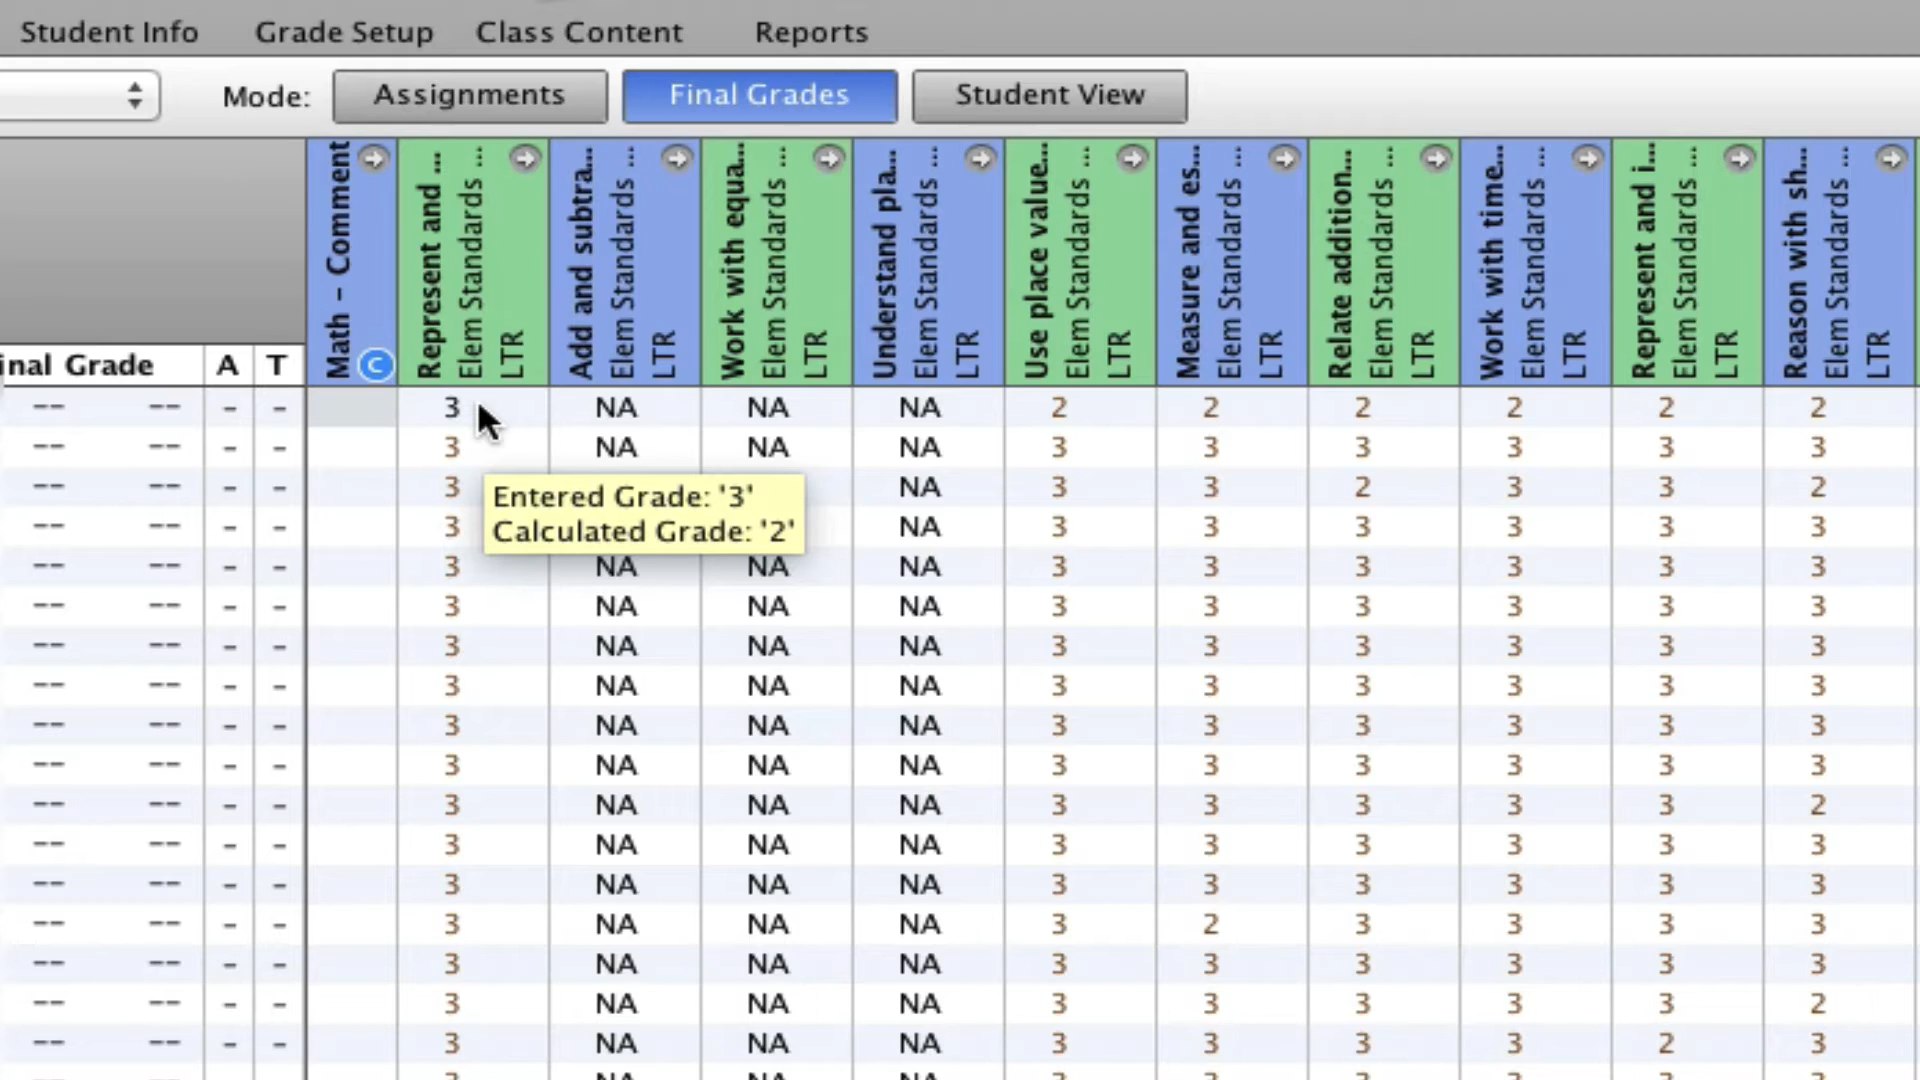 Student Info Grade Setup Class Content Reports
Mode: Assignments Final Grades Student View
Math - Comment
Represent and ... Elem Standards ... LTR
Add and subtra... Elem Standards ... LTR
Work with equa... Elem Standards ... LTR
Understand pla... Elem Standards ... LTR
Use place value... Elem Standards ... LTR
Measure and es... Elem Standards ... LTR
Relate addition... Elem Standards ... LTR
Work with time... Elem Standards ... LTR
Represent and i... Elem Standards ... LTR
Reason with sh... Elem Standards ... LTR
inal Grade A T C
-- -- - - 3 NA NA NA 2 2 2 2 2 2
-- -- - - 3 NA NA NA 3 3 3 3 3 3
-- -- - - 3 NA 3 3 2 3 3 2
Entered Grade: '3'
Calculated Grade: '2'
-- -- - - 3 NA 3 3 3 3 3 3
-- -- - - 3 NA NA NA 3 3 3 3 3 3
-- -- - - 3 NA NA NA 3 3 3 3 3 3
-- -- - - 3 NA NA NA 3 3 3 3 3 3
-- -- - - 3 NA NA NA 3 3 3 3 3 3
-- -- - - 3 NA NA NA 3 3 3 3 3 3
-- -- - - 3 NA NA NA 3 3 3 3 3 3
-- -- - - 3 NA NA NA 3 3 3 3 3 2
-- -- - - 3 NA NA NA 3 3 3 3 3 3
-- -- - - 3 NA NA NA 3 3 3 3 3 3
-- -- - - 3 NA NA NA 3 2 3 3 3 3
-- -- - - 3 NA NA NA 3 3 3 3 3 3
-- -- - - 3 NA NA NA 3 3 3 3 3 2
-- -- - - 3 NA NA NA 3 3 3 3 2 3